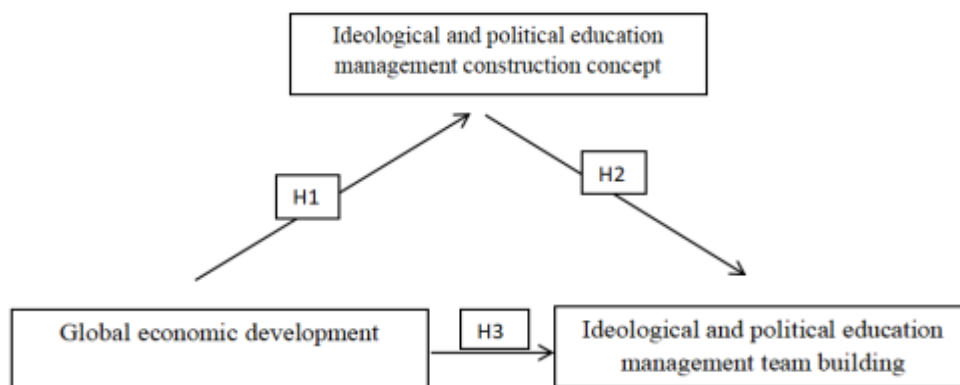 Ideological and political education
management construction concept
H1
H2
Global economic development
H3
Ideological and political education
management team building